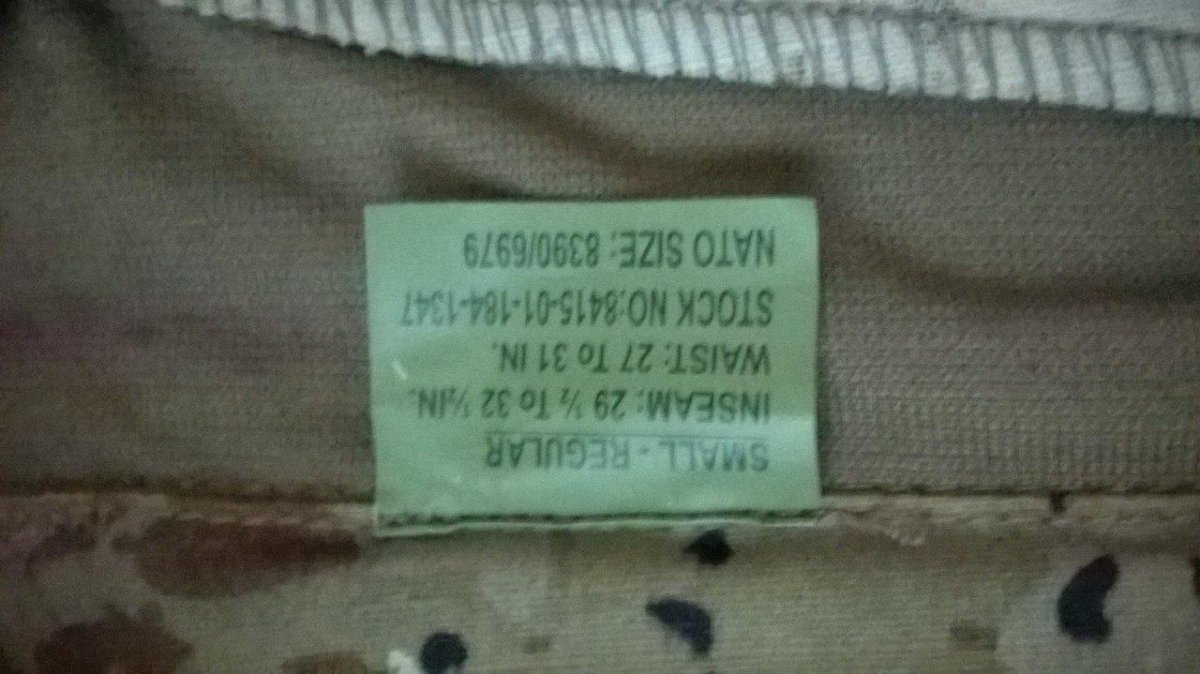 SMALL - REGULAR
INSEAM: 29 ½ To 32 ½IN.
WAIST: 27 To 31 IN.
STOCK NO:8415-01-184-1347
NATO SIZE: 8390/6979